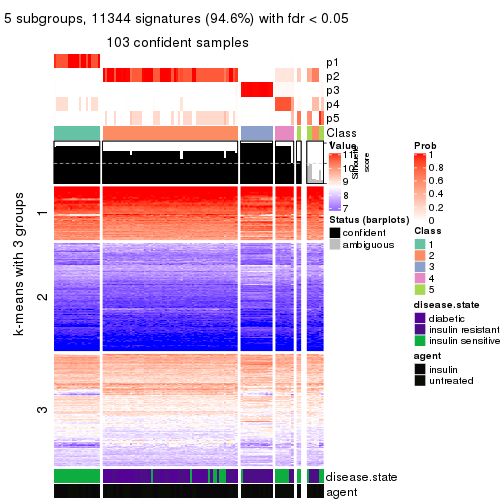 5 subgroups, 11344 signatures (94.6%) with fdr < 0.05
103 confident samples
p1
p2
p3
p4
p5
Class
Silhouette
score
k-means with 3 groups
1
2
3
disease.state
agent
Value
11
10
9
8
7
Status (barplots)
confident
ambiguous
Prob
1
0.8
0.6
0.4
0.2
0
Class
1
2
3
4
5
disease.state
diabetic
insulin resistant
insulin sensitive
agent
insulin
untreated